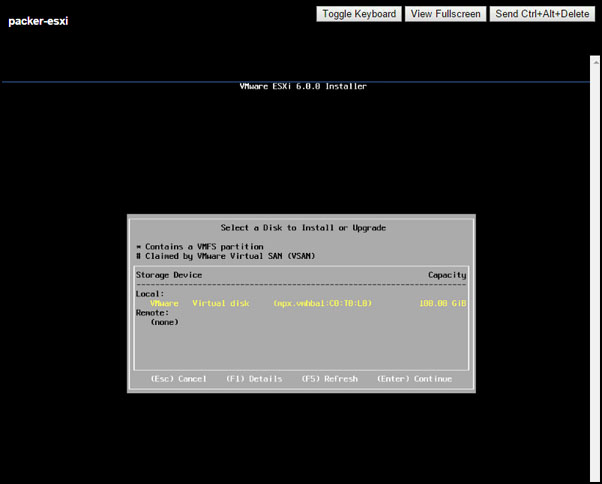 packer-esxi
Toggle Keyboard View Fullscreen Send Ctrl+Alt+Delete
VMware ESXi 6.0.0 Installer
Select a Disk to Install or Upgrade
* Contains a VMFS partition
# Claimed by VMware Virtual SAN (VSAN)
Storage Device Capacity
Local:
VMware Virtual disk (mpx.vmhba1:C0:T0:L0) 100.00 GiB
Remote:
(none)
(Esc) Cancel (F1) Details (F5) Refresh (Enter) Continue